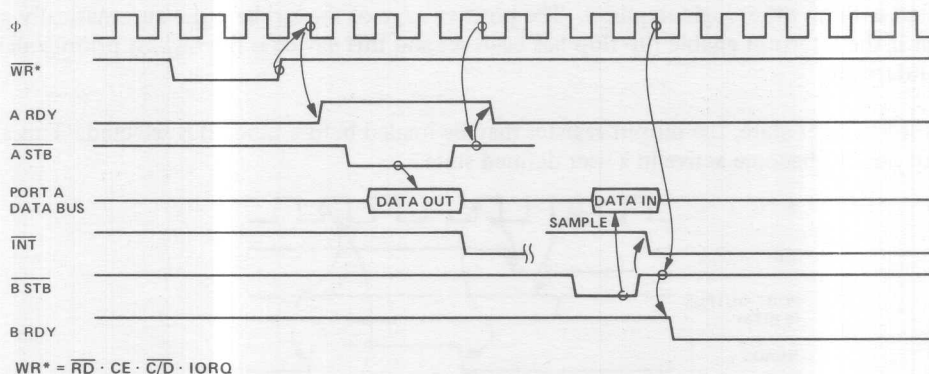 Φ
WR*
A RDY
A STB
PORT A
DATA BUS
DATA OUT
DATA IN
SAMPLE
INT
B STB
B RDY
WR* = RD · CE · C/D · IORQ